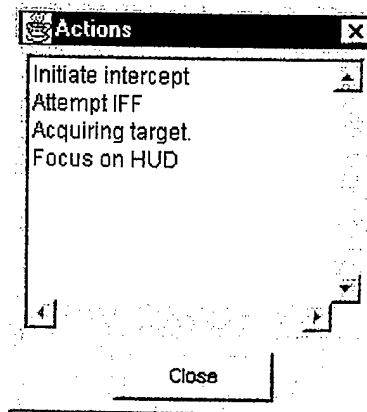 Actions
Initiate intercept
Attempt IFF
Acquiring target.
Focus on HUD
Close